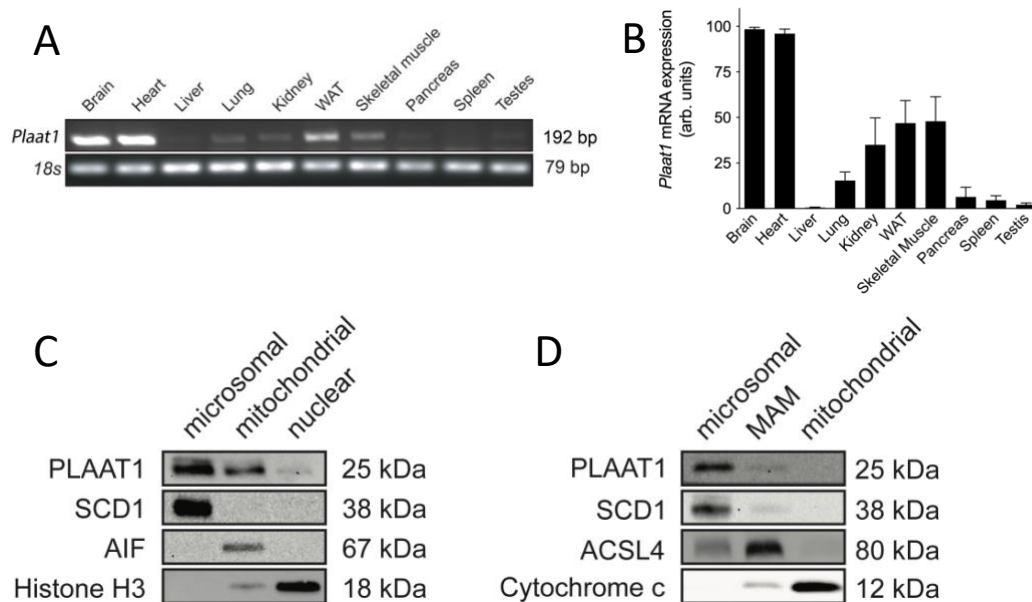 A
Brain Heart Liver Lung Kidney WAT Skeletal muscle Pancreas Spleen Testes
Plaat1 192 bp
18s 79 bp
B
Plaat1 mRNA expression
(arb. units)
100
75
50
25
0
Brain Heart Liver Lung Kidney WAT Skeletal Muscle Pancreas Spleen Testis
C
microsomal mitochondrial nuclear
PLAAT1 25 kDa
SCD1 38 kDa
AIF 67 kDa
Histone H3 18 kDa
D
microsomal MAM mitochondrial
PLAAT1 25 kDa
SCD1 38 kDa
ACSL4 80 kDa
Cytochrome c 12 kDa